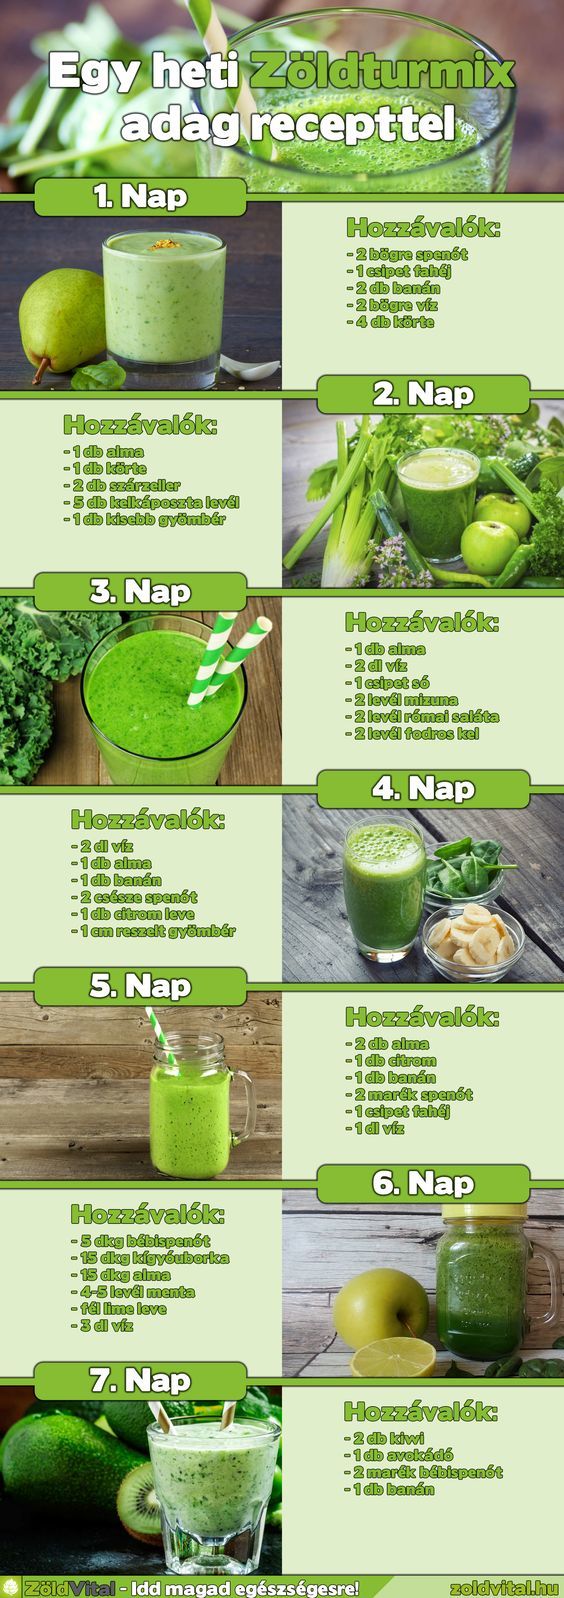 Egy heti Zöldturmix
adag recepttel
1. Nap
Hozzávalók:
- 2 bögre spenót
- 1 csipet fahéj
- 2 db banán
- 2 bögre víz
- 4 db körte
2. Nap
Hozzávalók:
- 1 db alma
- 1 db körte
- 2 db szárzeller
- 5 db kelkáposzta levél
- 1 db kisebb gyömbér
3. Nap
Hozzávalók:
- 1 db alma
- 2 dl víz
- 1 csipet só
- 2 levél mizuna
- 2 levél római saláta
- 2 levél fodros kel
4. Nap
Hozzávalók:
- 2 dl víz
- 1 db alma
- 1 db banán
- 2 csésze spenót
- 1 db citrom leve
- 1 cm reszelt gyömbér
5. Nap
Hozzávalók:
- 2 db alma
- 1 db citrom
- 1 db banán
- 2 marék spenót
- 1 csipet fahéj
- 1 dl víz
6. Nap
Hozzávalók:
- 5 dkg bébispenót
- 15 dkg kígyóuborka
- 15 dkg alma
- 4-5 levél menta
- fél lime leve
- 3 dl víz
7. Nap
Hozzávalók:
- 2 db kiwi
- 1 db avokádó
- 2 marék bébispenót
- 1 db banán
ZöldVital - Idd magad egészségesre!
zoldvital.hu